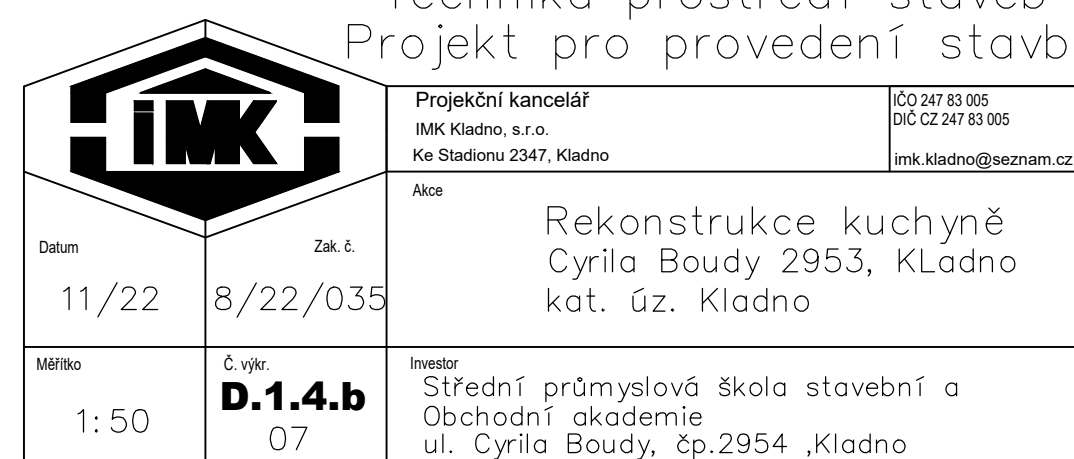 Technika prostředí staveb
Projekt pro provedení stavb
iMK
Projekční kancelář
IMK Kladno, s.r.o.
Ke Stadionu 2347, Kladno
IČO 247 83 005
DIČ CZ 247 83 005
imk.kladno@seznam.cz
Akce
Rekonstrukce kuchyně
Cyrila Boudy 2953, KLadno
kat. úz. Kladno
Datum
11/22
Zak. č.
8/22/035
Měřítko
1:50
Č. výkr.
D.1.4.b
07
Investor
Střední průmyslová škola stavební a
Obchodní akademie
ul. Cyrila Boudy, čp.2954 ,Kladno